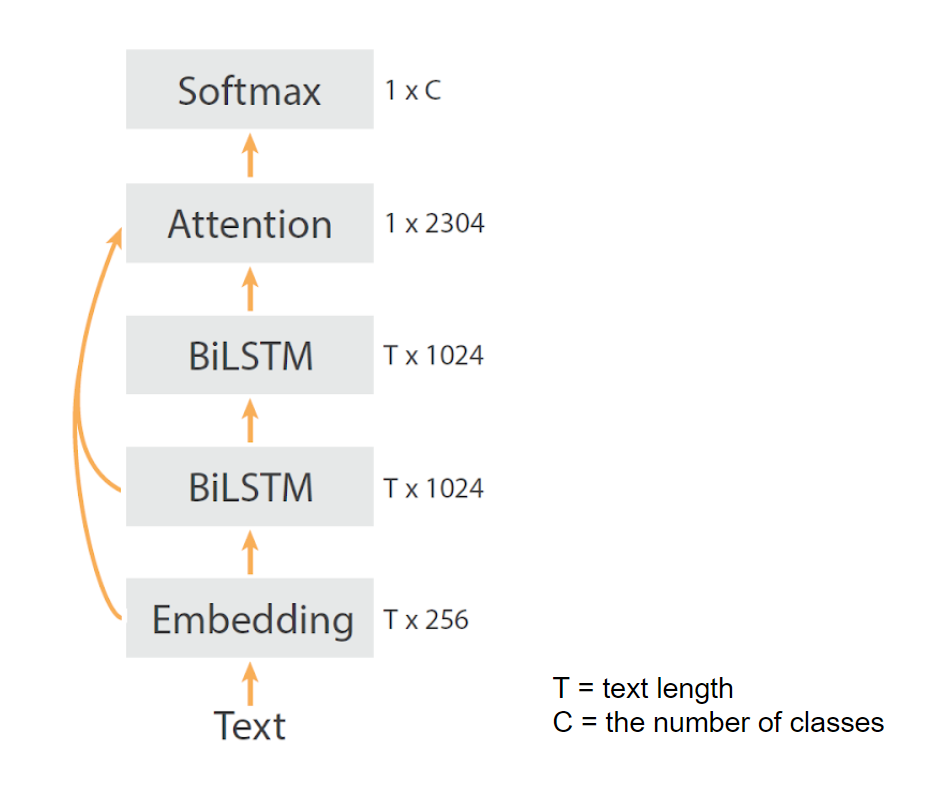 Softmax 1 x C
Attention 1 x 2304
BiLSTM T x 1024
BiLSTM T x 1024
Embedding T x 256
Text
T = text length
C = the number of classes